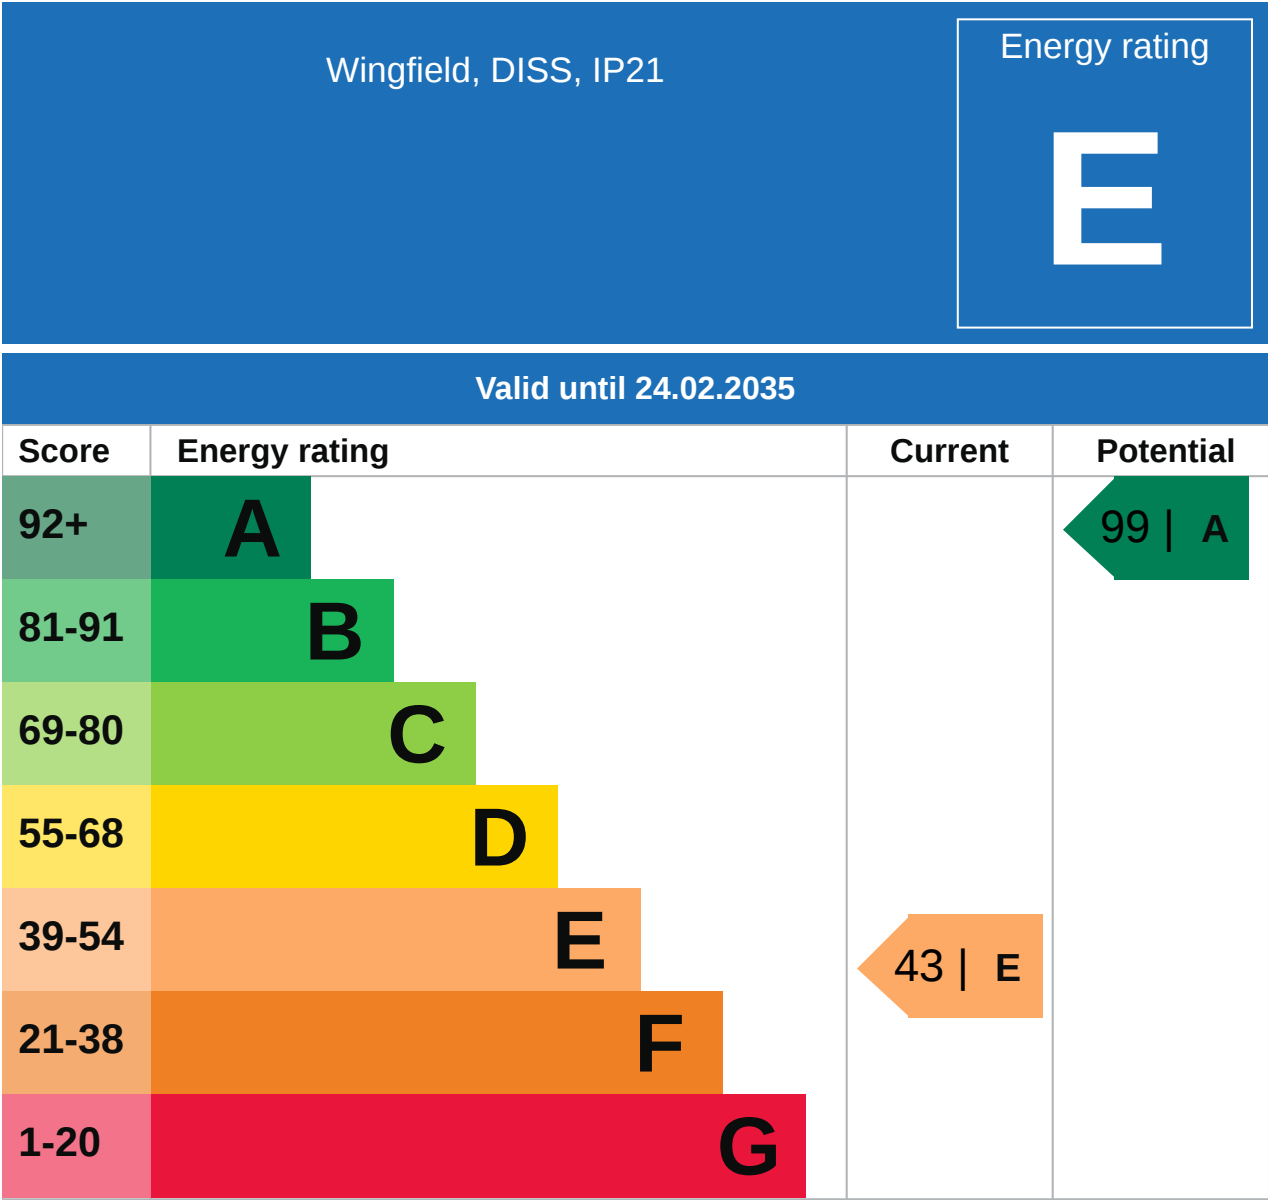 Wingfield, DISS, IP21
Energy rating
E
Valid until 24.02.2035
Score Energy rating Current Potential
92+ A 99 | A
81-91 B
69-80 C
55-68 D
39-54 E 43 | E
21-38 F
1-20 G